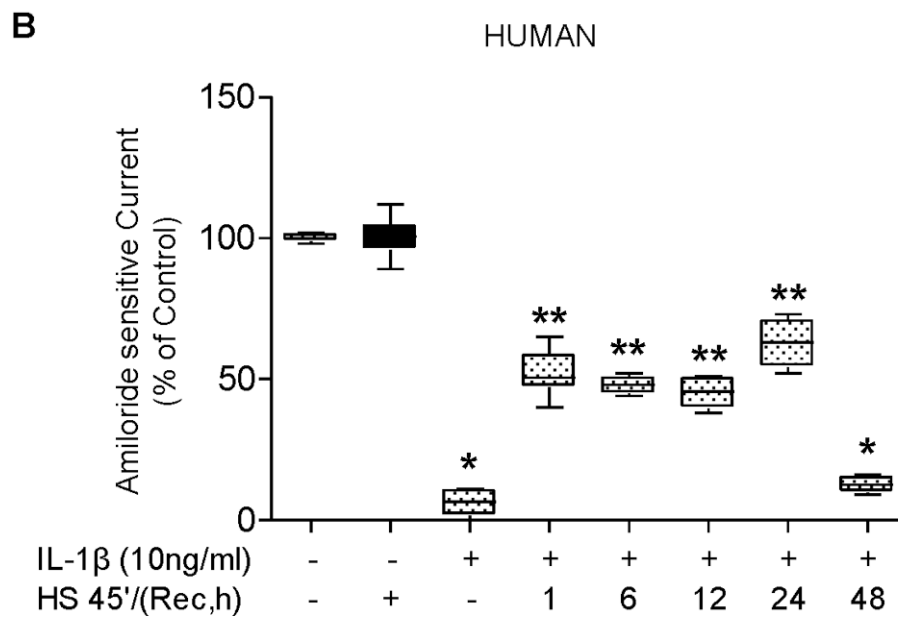 B
HUMAN
Amiloride sensitive Current
(% of Control)
150
100
50
0
* ** ** ** ** *
IL-1β (10ng/ml) - - + + + + + +
HS 45'/(Rec,h) - + - 1 6 12 24 48